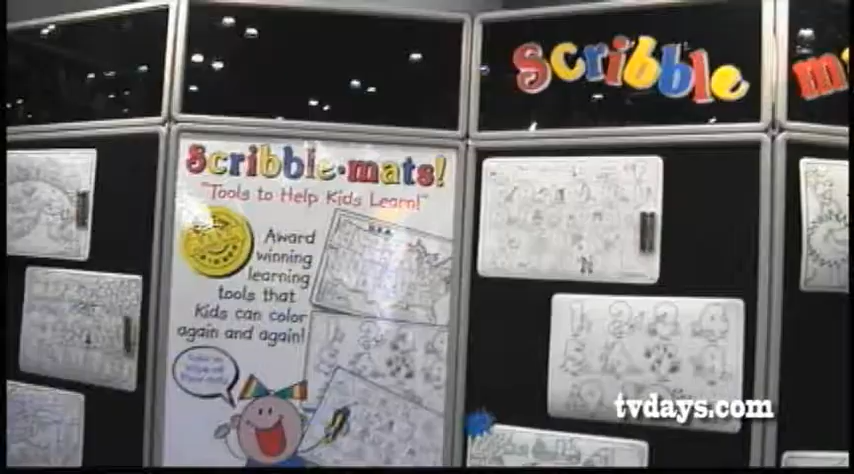 Scribble
m
Scribble-mats!
"Tools to Help Kids Learn!"
Award
winning
learning
tools that
Kids can color
again and again!
U.S.A.
N
tvdays.com